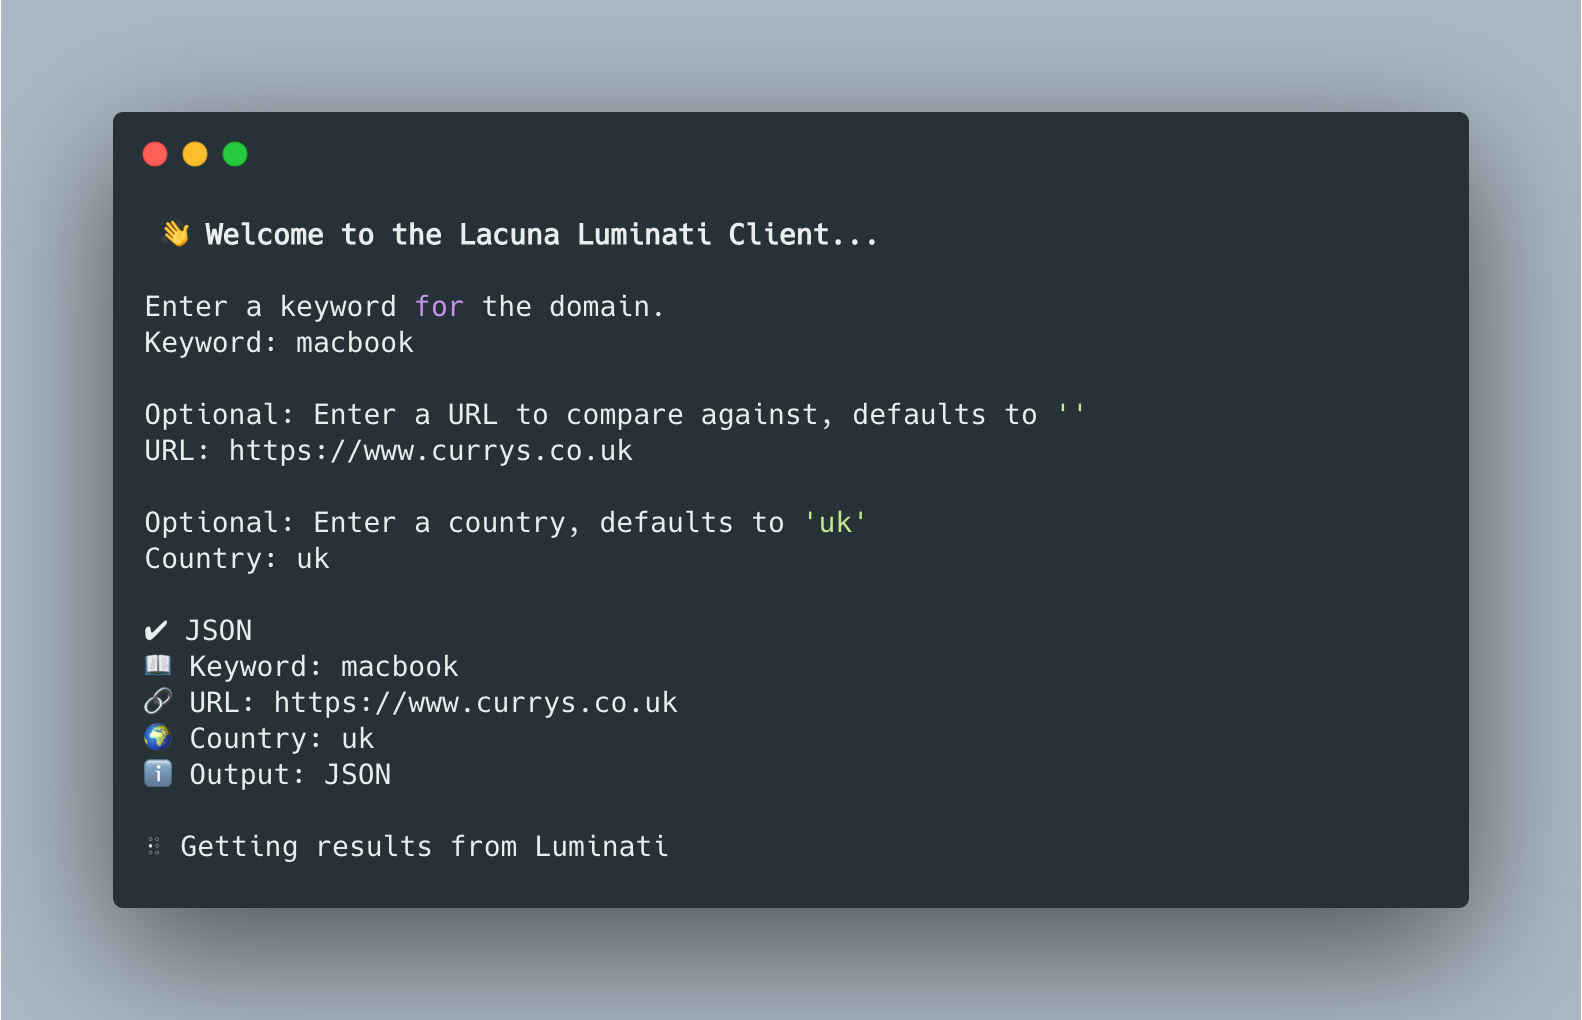 👋 Welcome to the Lacuna Luminati Client...
Enter a keyword for the domain.
Keyword: macbook
Optional: Enter a URL to compare against, defaults to ''
URL: https://www.currys.co.uk
Optional: Enter a country, defaults to 'uk'
Country: uk
✔ JSON
📖 Keyword: macbook
🔗 URL: https://www.currys.co.uk
🌍 Country: uk
ℹ️ Output: JSON
⠿ Getting results from Luminati